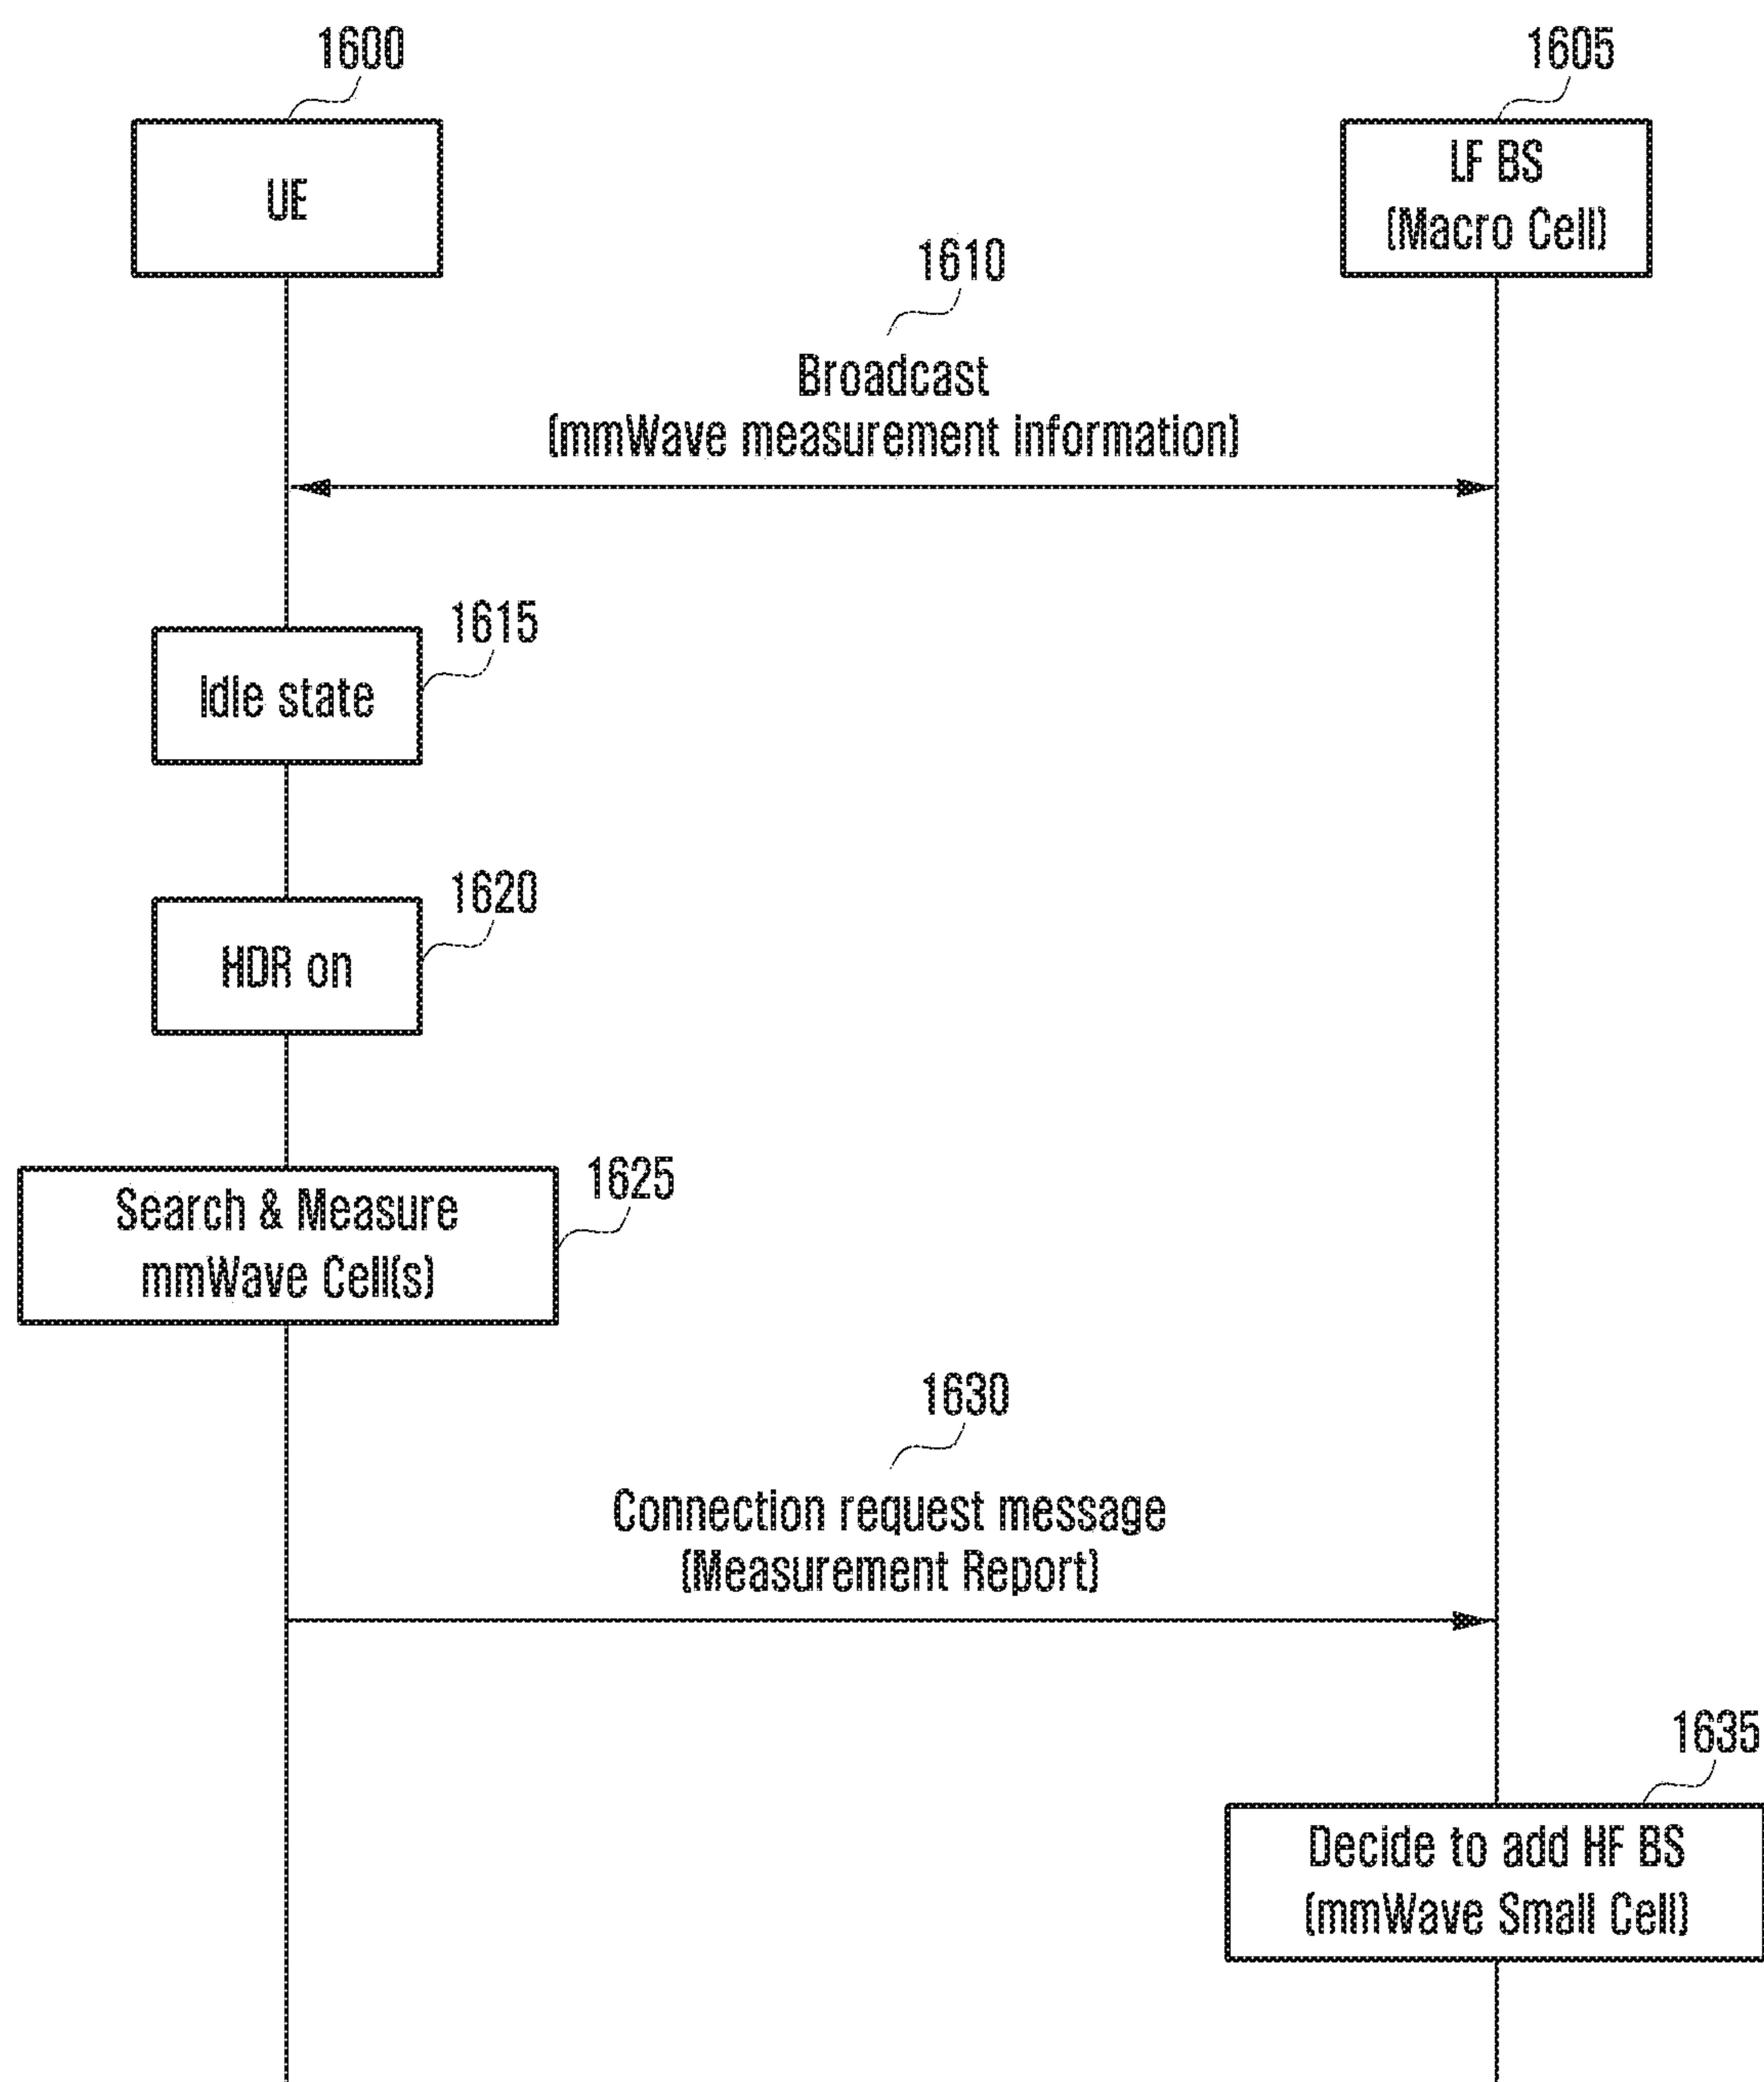 1600
1605
UE
LF BS
(Macro Cell)
1610
Broadcast
(mmWave measurement information)
1615
Idle state
1620
HDR on
1625
Search & Measure
mmWave Cell(s)
1630
Connection request message
(Measurement Report)
1635
Decide to add HF BS
(mmWave Small Cell)